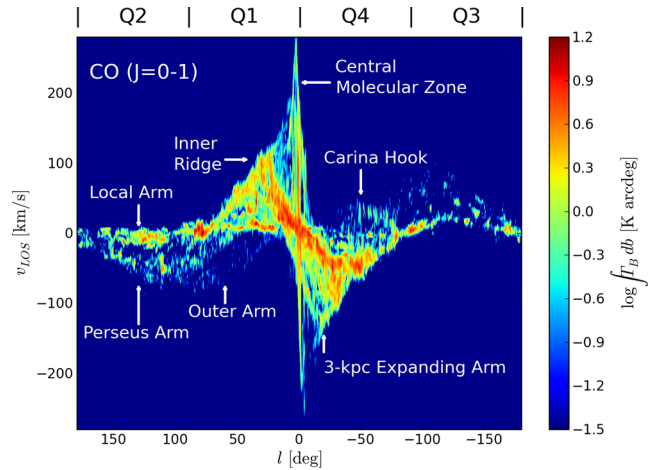 | Q2 | Q1 | Q4 | Q3 |
CO (J=0-1)
Central
Molecular Zone
Inner
Ridge
Carina Hook
Local Arm
Perseus Arm
Outer Arm
3-kpc Expanding Arm
200
100
0
−100
−200
v_LOS [km/s]
150 100 50 0 −50 −100 −150
l [deg]
1.2
0.9
0.6
0.3
0.0
−0.3
−0.6
−0.9
−1.2
−1.5
log ∫T_B db [K arcdeg]